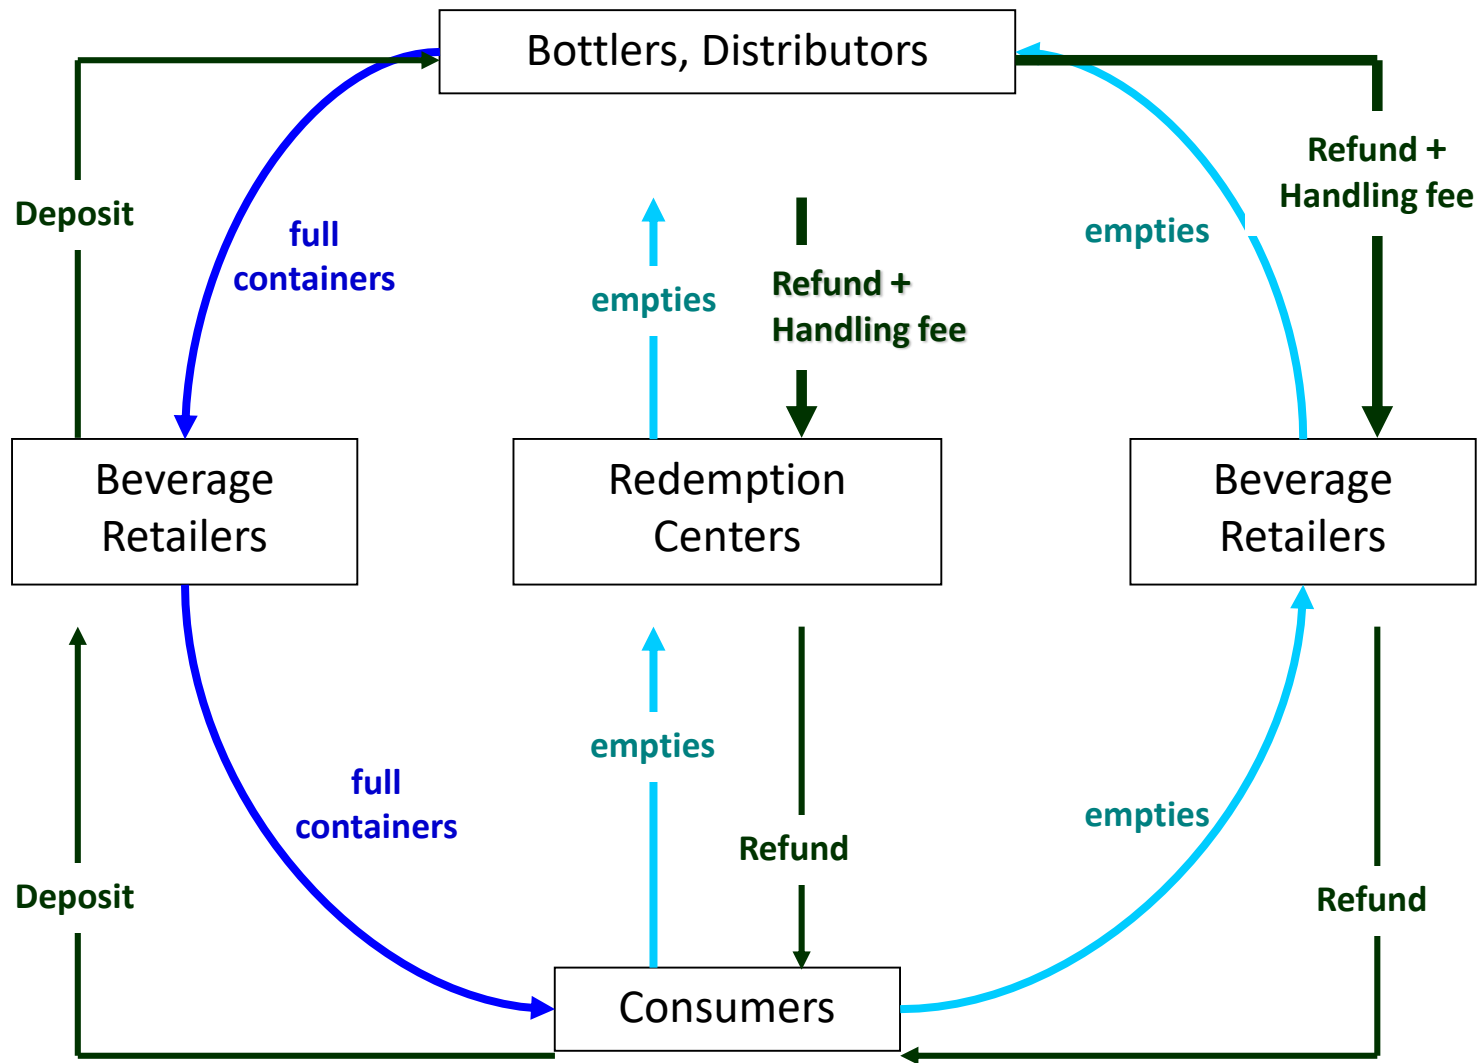 Bottlers, Distributors
Deposit
full
containers
empties
Refund +
Handling fee
empties
Refund +
Handling fee
Beverage
Retailers
Redemption
Centers
Beverage
Retailers
Deposit
full
containers
empties
Refund
empties
Refund
Consumers